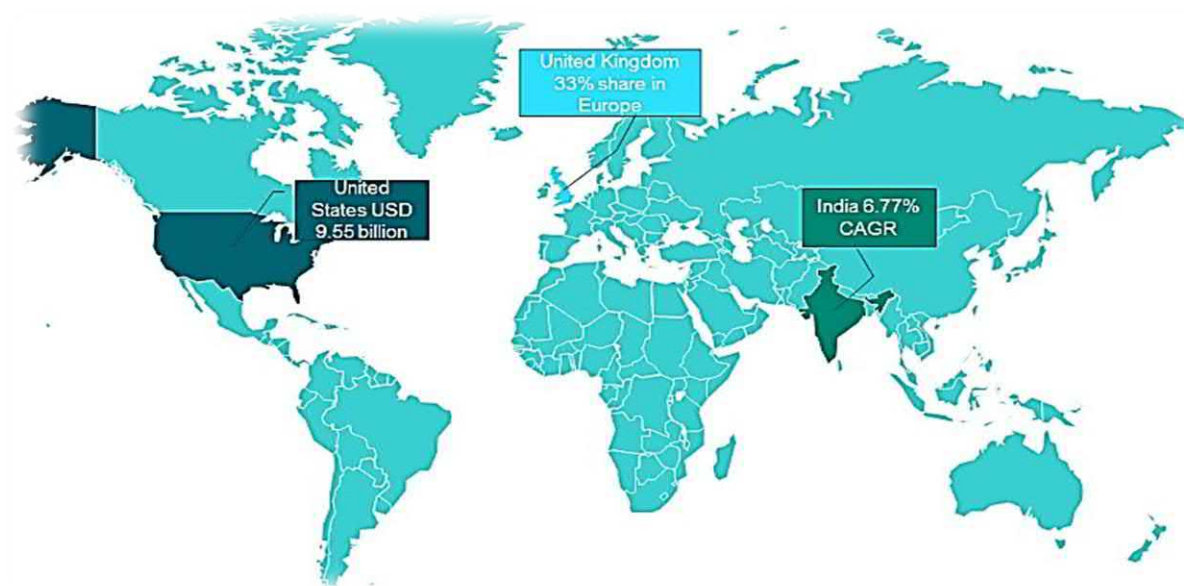 United Kingdom
33% share in
Europe
United
States USD
9.55 billion
India 6.77%
CAGR